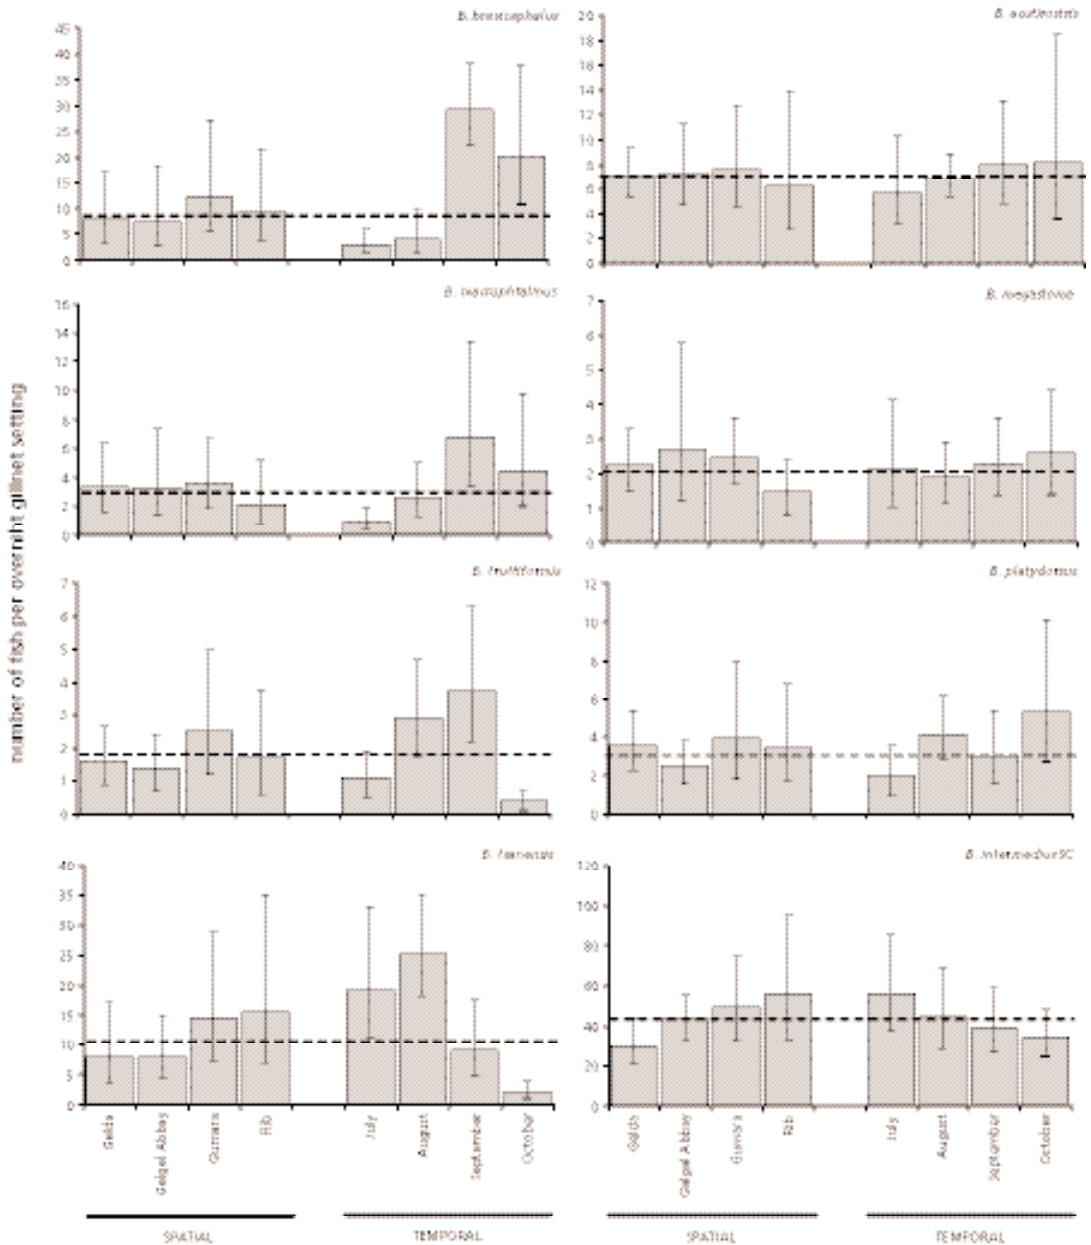 number of fish per overniht gillnet setting
B. brevicephalus
45
40
35
30
25
20
15
10
5
0
B. acutirostris
20
18
16
14
12
10
8
6
4
2
0
B. macrophtalmus
16
14
12
10
8
6
4
2
0
B. megastoma
7
6
5
4
3
2
1
0
B. truttiformis
7
6
5
4
3
2
1
0
B. platydorsus
12
10
8
6
4
2
0
B. tsanensis
40
35
30
25
20
15
10
5
0
B. intermediusSC
120
100
80
60
40
20
0
Gelda
Gelgel Abbay
Gumara
Rib
July
August
September
October
Gelda
Gelgel Abbay
Gumara
Rib
July
August
September
October
SPATIAL
TEMPORAL
SPATIAL
TEMPORAL